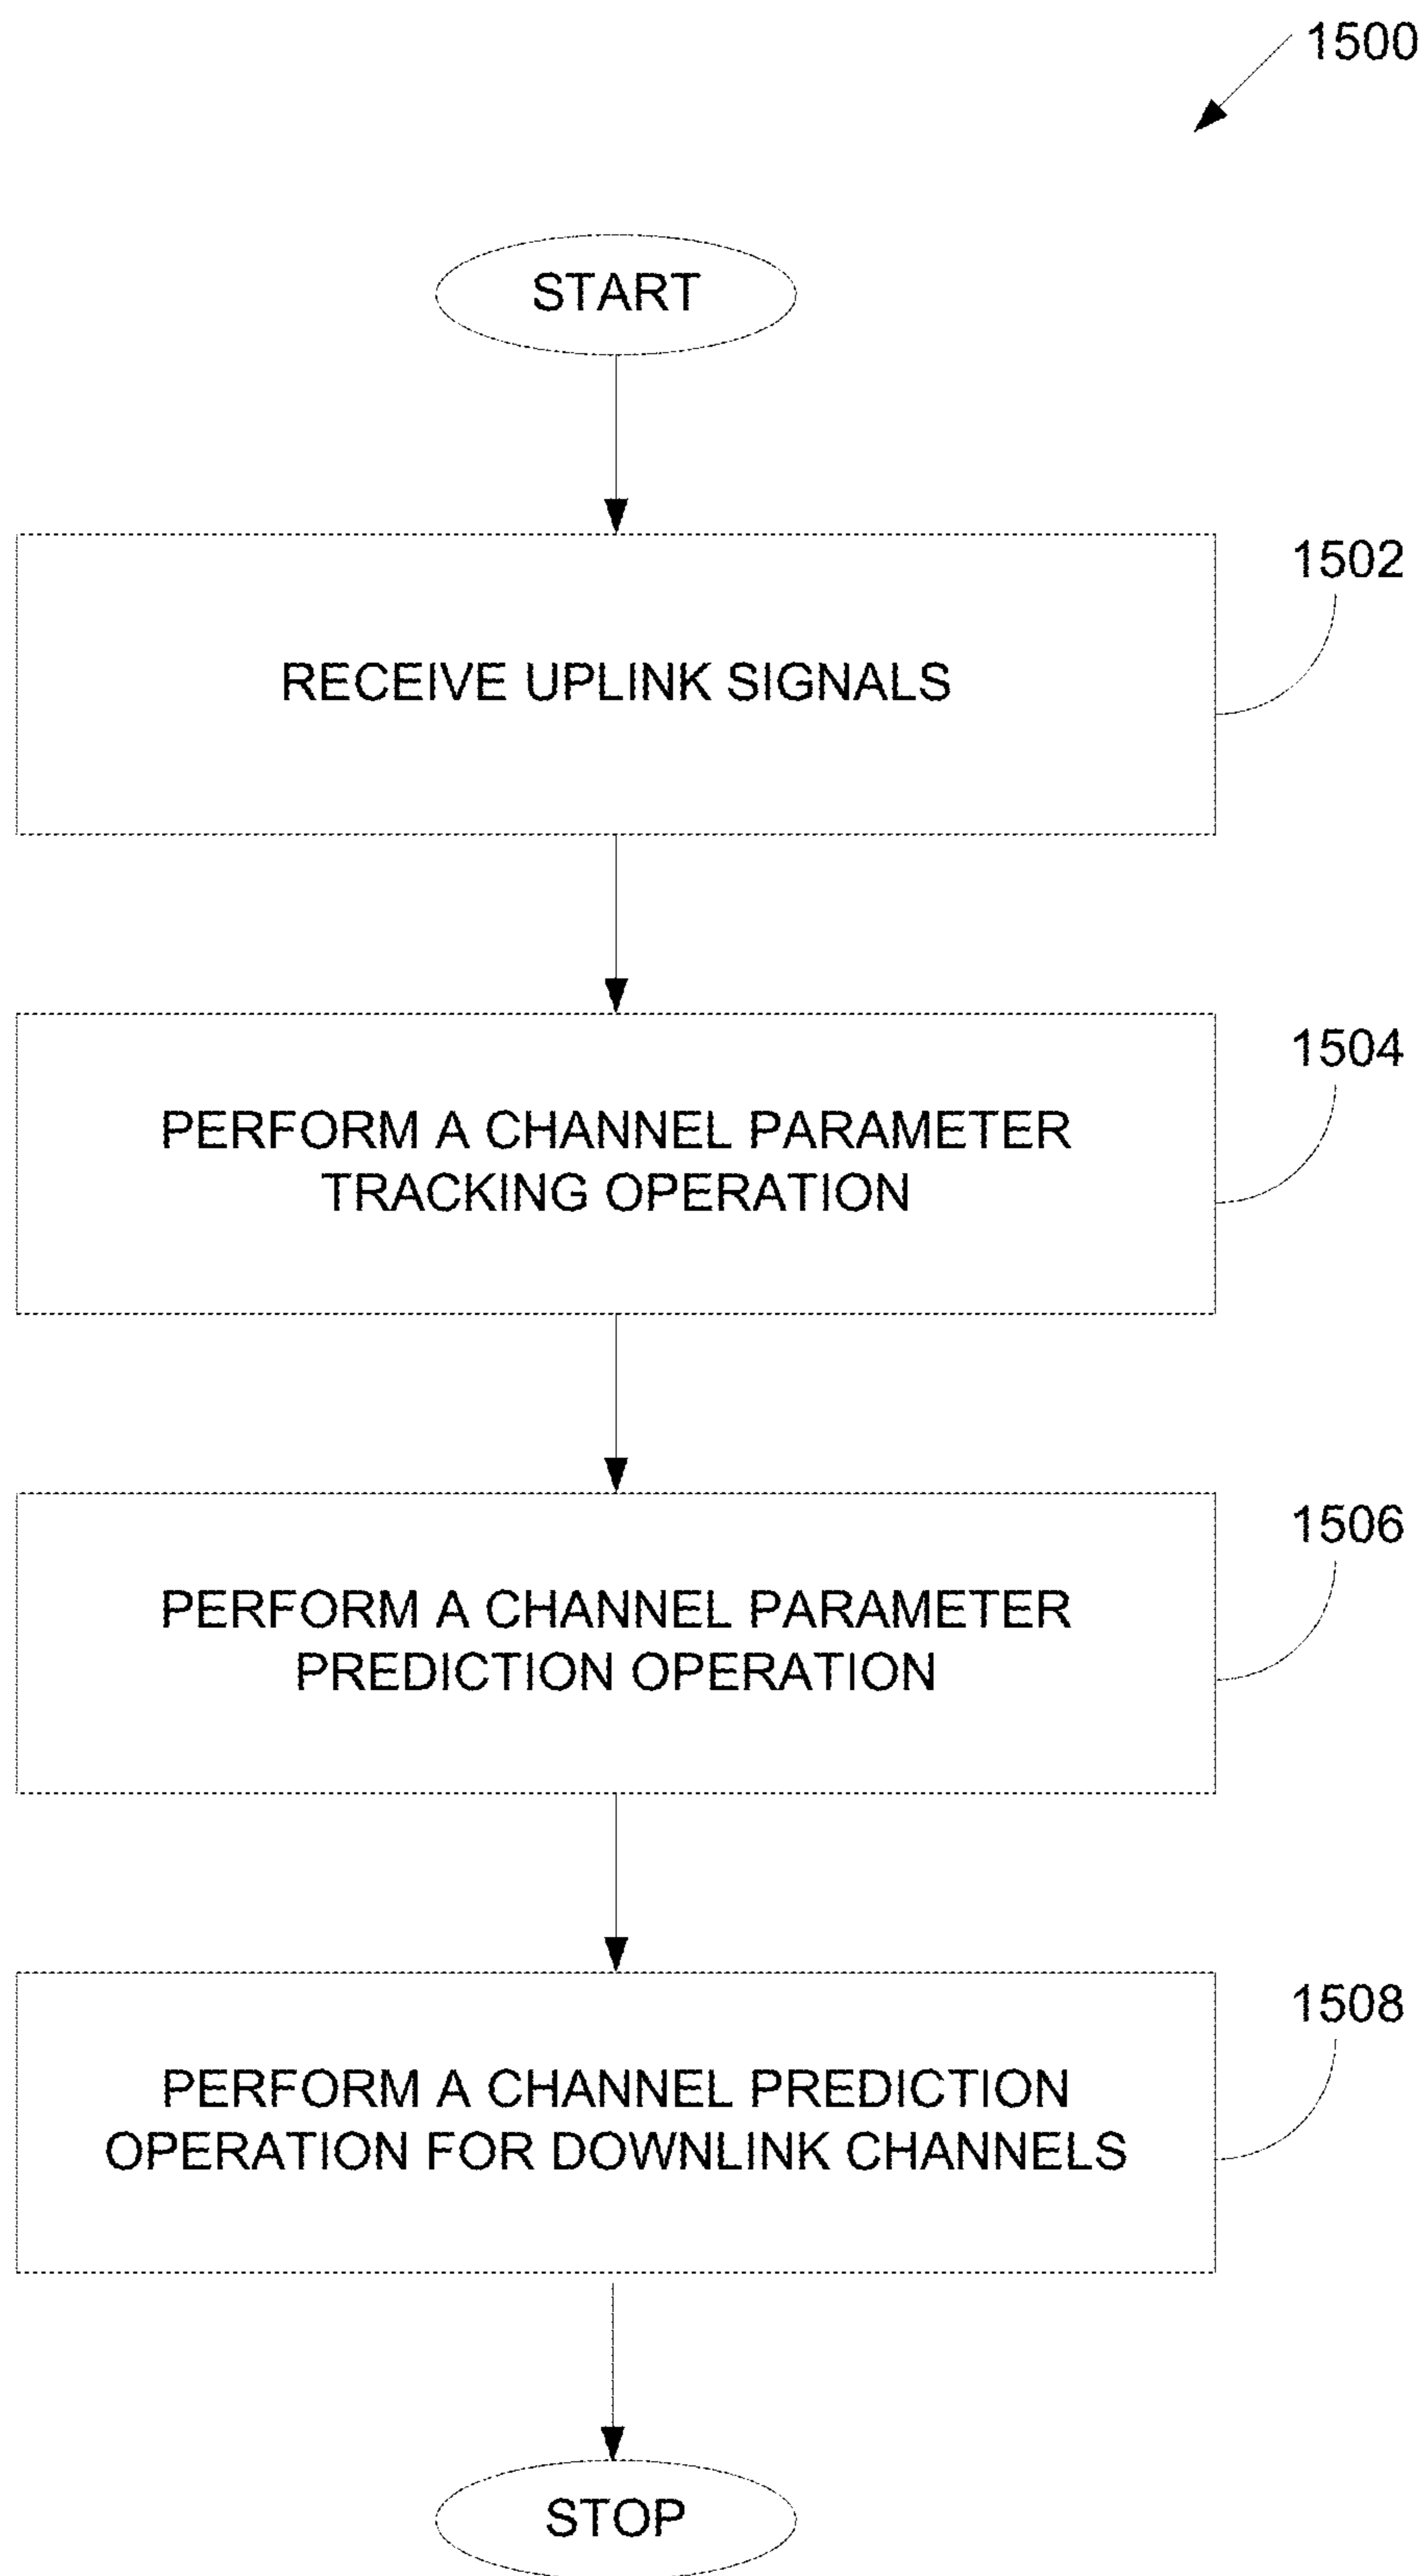 1500
START
1502
RECEIVE UPLINK SIGNALS
1504
PERFORM A CHANNEL PARAMETER
TRACKING OPERATION
1506
PERFORM A CHANNEL PARAMETER
PREDICTION OPERATION
1508
PERFORM A CHANNEL PREDICTION
OPERATION FOR DOWNLINK CHANNELS
STOP